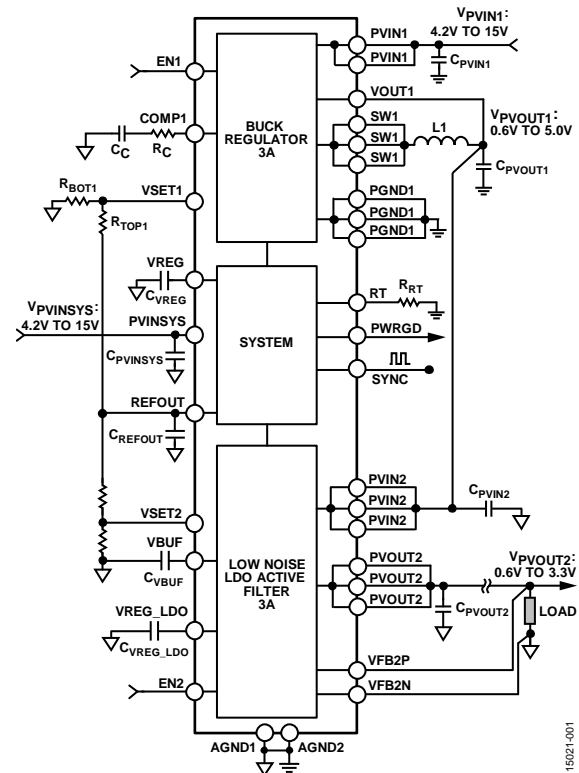 VPVIN1:
4.2V TO 15V
PVIN1
PVIN1
CPVIN1
EN1
VOUT1
COMP1
CC
RC
BUCK
REGULATOR
3A
SW1
SW1
SW1
L1
VPVOUT1:
0.6V TO 5.0V
CPVOUT1
RBOT1
VSET1
RTOP1
PGND1
PGND1
PGND1
VREG
CVREG
RT
RRT
VPVINSYS:
4.2V TO 15V
PVINSYS
CPVINSYS
SYSTEM
PWRGD
SYNC
REFOUT
CREFOUT
VSET2
VBUF
CVBUF
PVIN2
PVIN2
PVIN2
CPVIN2
LOW NOISE
LDO ACTIVE
FILTER
3A
PVOUT2
PVOUT2
PVOUT2
CPVOUT2
VPVOUT2:
0.6V TO 3.3V
LOAD
VREG_LDO
CVREG_LDO
VFB2P
VFB2N
EN2
AGND1
AGND2
15021-001